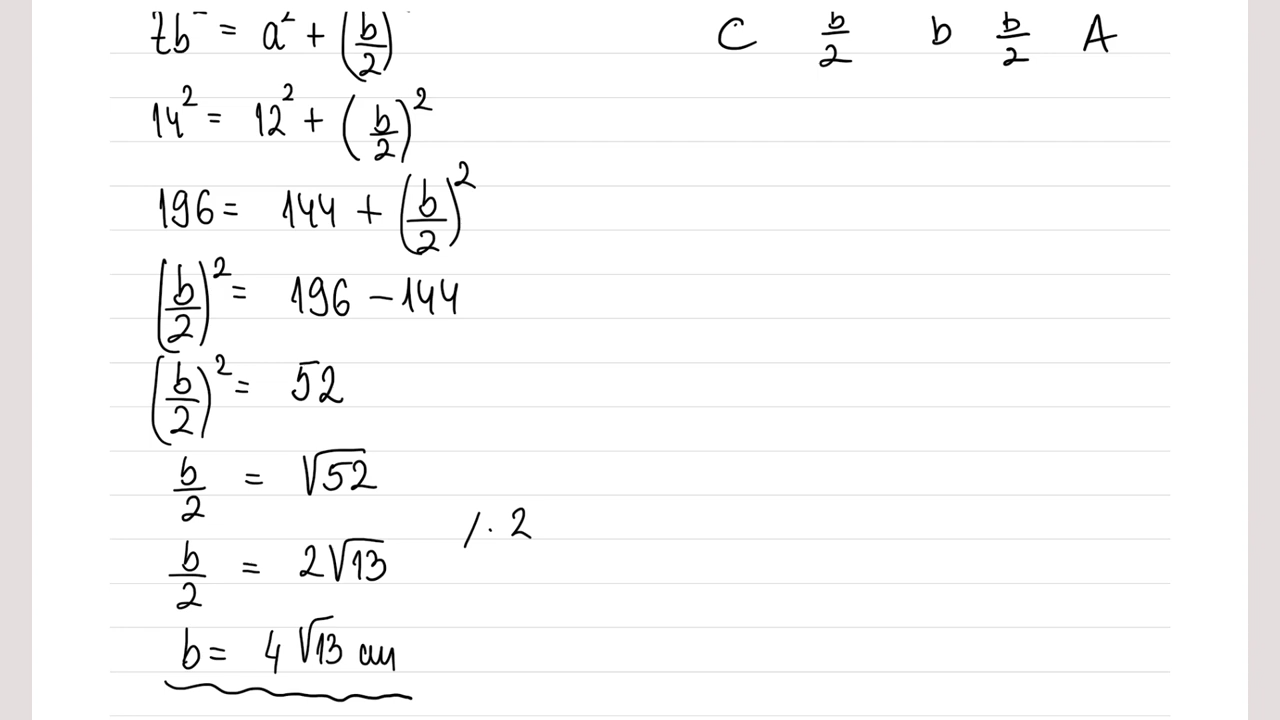 tb² = a² + (b/2)
C b/2 b b/2 A
14² = 12² + (b/2)²
196 = 144 + (b/2)²
(b/2)² = 196 - 144
(b/2)² = 52
b/2 = √52
/· 2
b/2 = 2√13
b = 4√13 cm